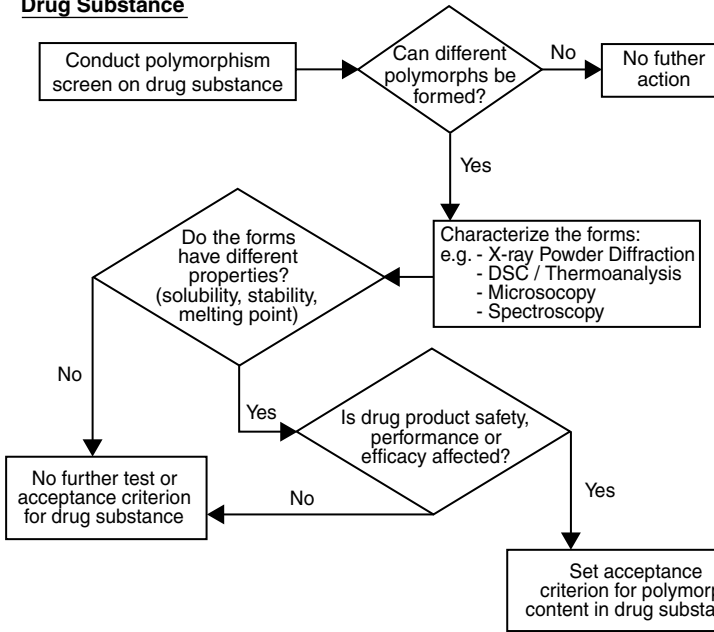 Drug Substance
Conduct polymorphism
screen on drug substance
Can different
polymorphs be
formed?
No
No futher
action
Yes
Characterize the forms:
e.g. - X-ray Powder Diffraction
- DSC / Thermoanalysis
- Microsocopy
- Spectroscopy
Do the forms
have different
properties?
(solubility, stability,
melting point)
No
Yes
Is drug product safety,
performance or
efficacy affected?
No further test or
acceptance criterion
for drug substance
No
Yes
Set acceptance
criterion for polymorp
content in drug substa